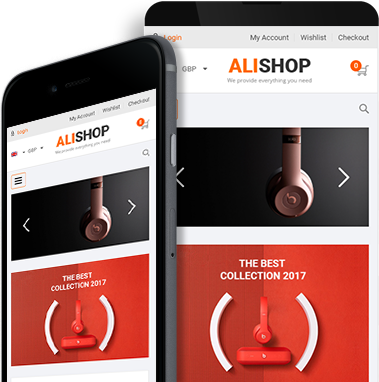 Login
My Account Wishlist Checkout
GBP
ALISHOP
We provide everything you need
0
THE BEST
COLLECTION 2017
Login
My Account Wishlist Checkout
GBP
ALISHOP
We provide everything you need
0
THE BEST
COLLECTION 2017